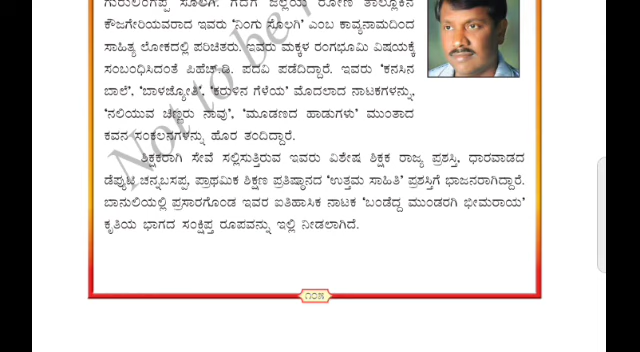 ಗುರುಲಿಂಗಪ್ಪ ಸೊಲಗಿ. ಗದಗ ಜಿಲ್ಲೆಯ ರೋಣ ತಾಲ್ಲೂಕಿನ
ಕೌಜಗೇರಿಯವರಾದ ಇವರು ‘ನಿಂಗು ಸೊಲಗಿ’ ಎಂಬ ಕಾವ್ಯನಾಮದಿಂದ
ಸಾಹಿತ್ಯ ಲೋಕದಲ್ಲಿ ಪರಿಚಿತರು. ಇವರು ಮಕ್ಕಳ ರಂಗಭೂಮಿ ವಿಷಯಕ್ಕೆ
ಸಂಬಂಧಿಸಿದಂತೆ ಪಿಹೆಚ್.ಡಿ. ಪದವಿ ಪಡೆದಿದ್ದಾರೆ. ಇವರು ‘ಕನಸಿನ
ಬಾಲೆ’, ‘ಬಾಳಜ್ಯೋತಿ’, ‘ಕರುಳಿನ ಗೆಳೆಯ’ ಮೊದಲಾದ ನಾಟಕಗಳನ್ನು,
‘ನಲಿಯುವ ಚಿಣ್ಣರು ನಾವು’, ‘ಮೂಡಣದ ಹಾಡುಗಳು’ ಮುಂತಾದ
ಕವನ ಸಂಕಲನಗಳನ್ನು ಹೊರ ತಂದಿದ್ದಾರೆ.
ಶಿಕ್ಷಕರಾಗಿ ಸೇವೆ ಸಲ್ಲಿಸುತ್ತಿರುವ ಇವರು ವಿಶೇಷ ಶಿಕ್ಷಕ ರಾಜ್ಯ ಪ್ರಶಸ್ತಿ, ಧಾರವಾಡದ
ಡೆಪ್ಯುಟಿ ಚನ್ನಬಸಪ್ಪ, ಪ್ರಾಥಮಿಕ ಶಿಕ್ಷಣ ಪ್ರತಿಷ್ಠಾನದ ‘ಉತ್ತಮ ಸಾಹಿತಿ’ ಪ್ರಶಸ್ತಿಗೆ ಭಾಜನರಾಗಿದ್ದಾರೆ.
ಬಾನುಲಿಯಲ್ಲಿ ಪ್ರಸಾರಗೊಂಡ ಇವರ ಐತಿಹಾಸಿಕ ನಾಟಕ ‘ಬಂಡೆದ್ದ ಮುಂಡರಗಿ ಭೀಮರಾಯ’
ಕೃತಿಯ ಭಾಗದ ಸಂಕ್ಷಿಪ್ತ ರೂಪವನ್ನು ಇಲ್ಲಿ ನೀಡಲಾಗಿದೆ.
Not to be